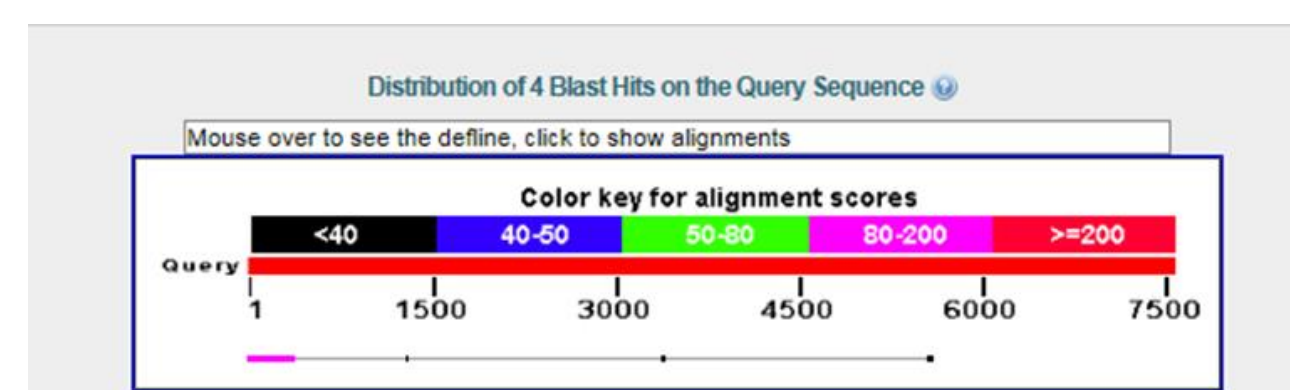 Distribution of 4 Blast Hits on the Query Sequence
Mouse over to see the defline, click to show alignments
Color key for alignment scores
<40 40-50 50-80 80-200 >=200
Query
1 1500 3000 4500 6000 7500